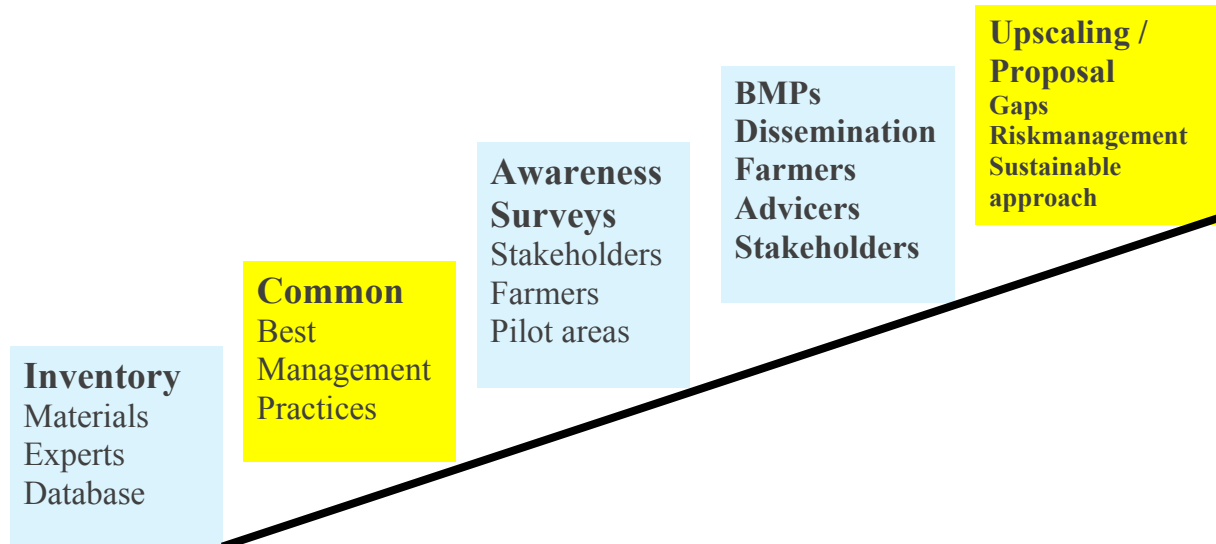 Inventory
Materials
Experts
Database
Common
Best
Management
Practices
Awareness
Surveys
Stakeholders
Farmers
Pilot areas
BMPs
Dissemination
Farmers
Advicers
Stakeholders
Upscaling /
Proposal
Gaps
Riskmanagement
Sustainable
approach